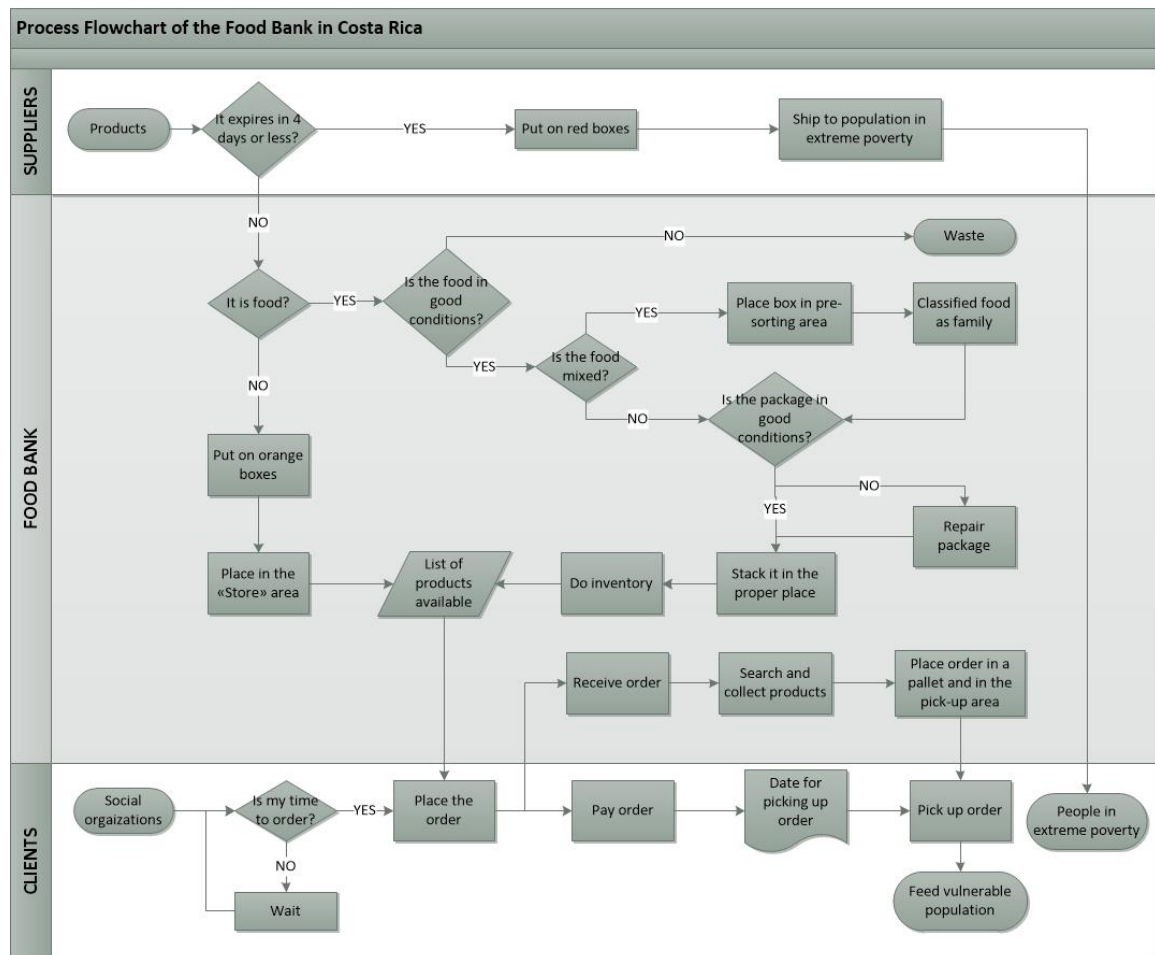 Process Flowchart of the Food Bank in Costa Rica
SUPPLIERS
Products
It expires in 4
days or less?
YES
Put on red boxes
Ship to population in
extreme poverty
NO
FOOD BANK
It is food?
YES
Is the food in
good
conditions?
NO
Waste
YES
Is the food
mixed?
YES
Place box in pre-
sorting area
Classified food
as family
NO
Is the package in
good
conditions?
NO
Put on orange
boxes
NO
YES
Repair
package
Place in the
«Store» area
List of
products
available
Do inventory
Stack it in the
proper place
Receive order
Search and
collect products
Place order in a
pallet and in the
pick-up area
CLIENTS
Social
orgaizations
Is my time
to order?
YES
Place the
order
Pay order
Date for
picking up
order
Pick up order
People in
extreme poverty
NO
Wait
Feed vulnerable
population